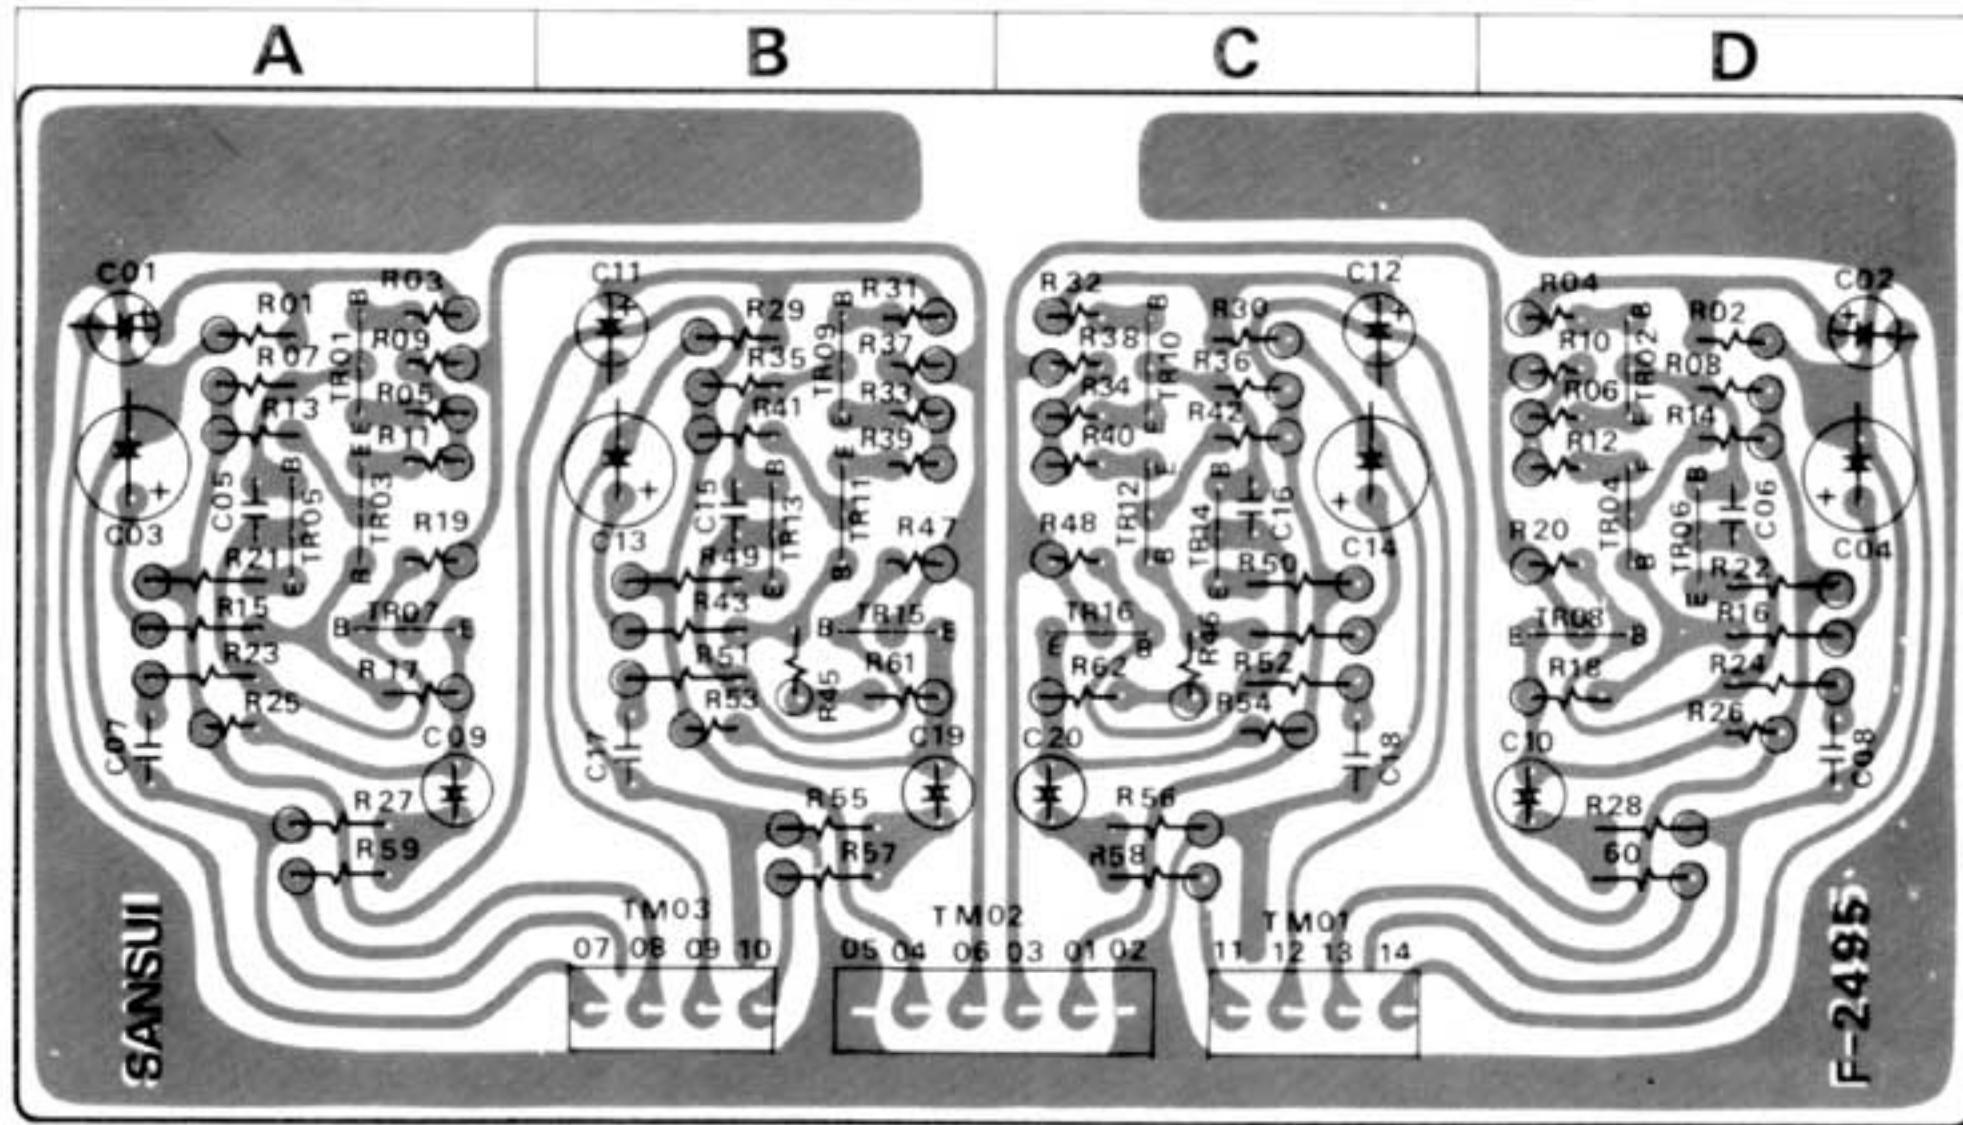 A B C D
C01 R03 C11 R31 R32 C12 R04 C02
R01 R29 R30 R02
TR01 TR09 TR10 TR02
B B B B
R09 R37 R38 R10
R07 R35 R36 R08
R05 R33 R34 R06
R13 R41 R42 R14
E E E
R11 R39 R40 R12
E E E
B B B B
C05 TR05 TR03 C15 TR13 TR11 TR12 TR14 C16 TR04 TR06 C06
C03 R19 C13 R47 R48 C14 R20 C04
R21 R49 R50 R22
B B B B
E E E E
R15 R43 R16
B TR07 E B TR15 E E TR16 B E TR08 B
R46
R23 R51 R52 R24
R17 R61 R62 R18
R45
R25 R53 R54 R26
C07 C09 C17 C19 C20 C18 C10 C08
R27 R55 R56 R28
R59 R57 R58 60
TM03 TM02 TM01
07 08 09 10 05 04 06 03 01 02 11 12 13 14
SANSUI
F-2495